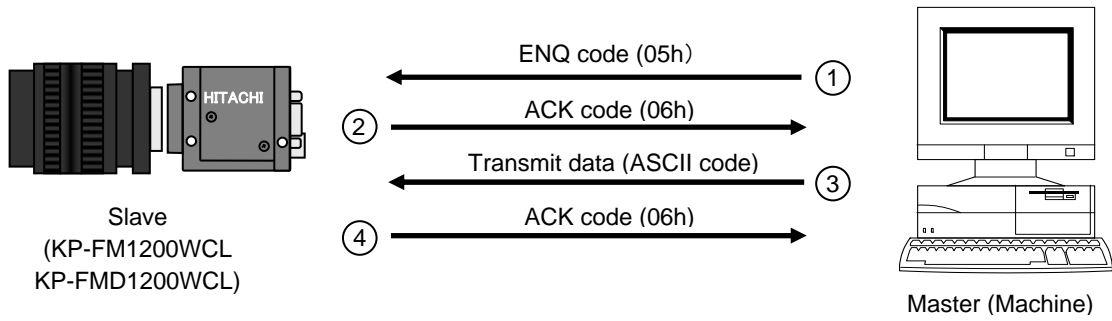 ENQ code (05h）
①
HITACHI
ACK code (06h)
②
Transmit data (ASCII code)
③
ACK code (06h)
④
Slave
(KP-FM1200WCL
KP-FMD1200WCL)
Master (Machine)